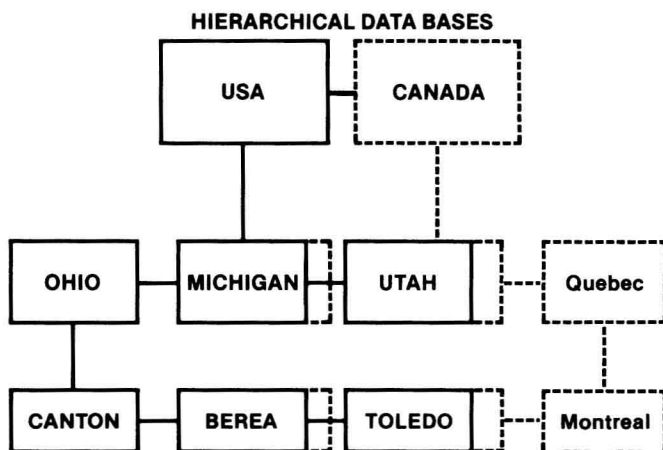 HIERARCHICAL DATA BASES
USA CANADA
OHIO MICHIGAN UTAH Quebec
CANTON BEREA TOLEDO Montreal